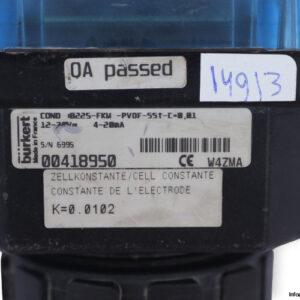 QA passed
14913
COND :8225-FKM -PVDF-55t-C=0,01
12-30V= 4-20mA
burkert
Made in France
S/N 6995
00418950
CE W4ZMA
ZELLKONSTANTE/CELL CONSTANTE
CONSTANTE DE L'ELECTRODE
K=0.0102